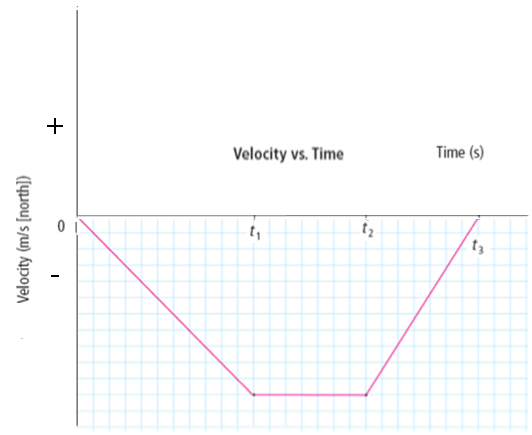 +
Velocity vs. Time
Time (s)
Velocity (m/s [north])
0
t₁
t₂
t₃
-